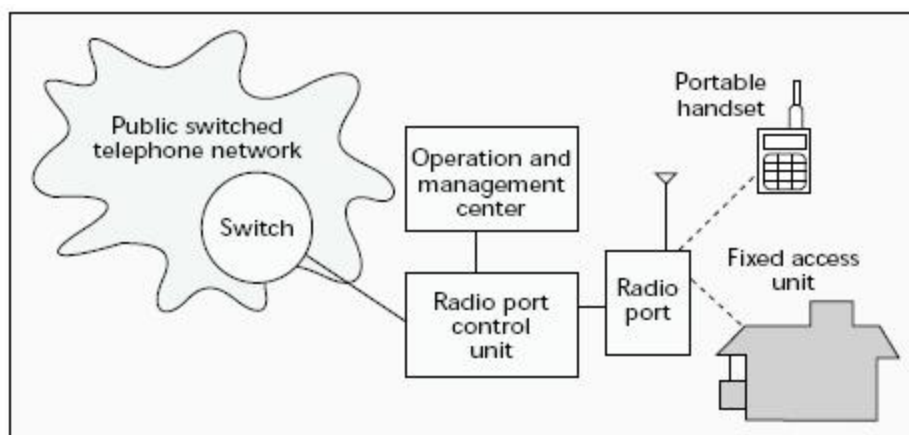 Public switched
telephone network
Switch
Operation and
management
center
Radio port
control
unit
Radio
port
Portable
handset
Fixed access
unit